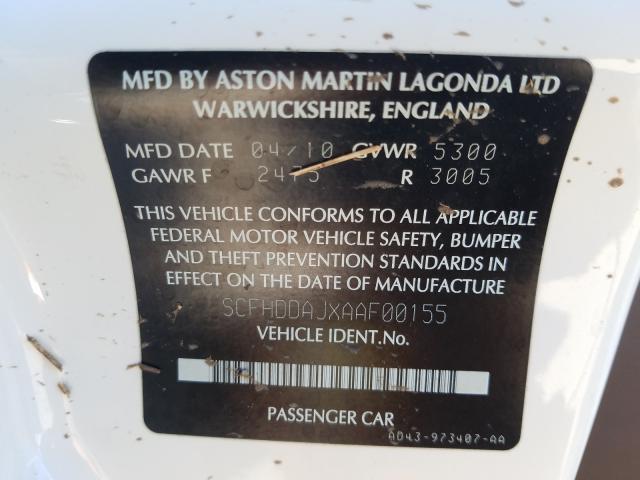 MFD BY ASTON MARTIN LAGONDA LTD
WARWICKSHIRE, ENGLAND
MFD DATE 04/10 GVWR 5300
GAWR F 2475 R 3005
THIS VEHICLE CONFORMS TO ALL APPLICABLE
FEDERAL MOTOR VEHICLE SAFETY, BUMPER
AND THEFT PREVENTION STANDARDS IN
EFFECT ON THE DATE OF MANUFACTURE
SCFHDDAJXAAF00155
VEHICLE IDENT.No.
PASSENGER CAR
AD43-973407-AA